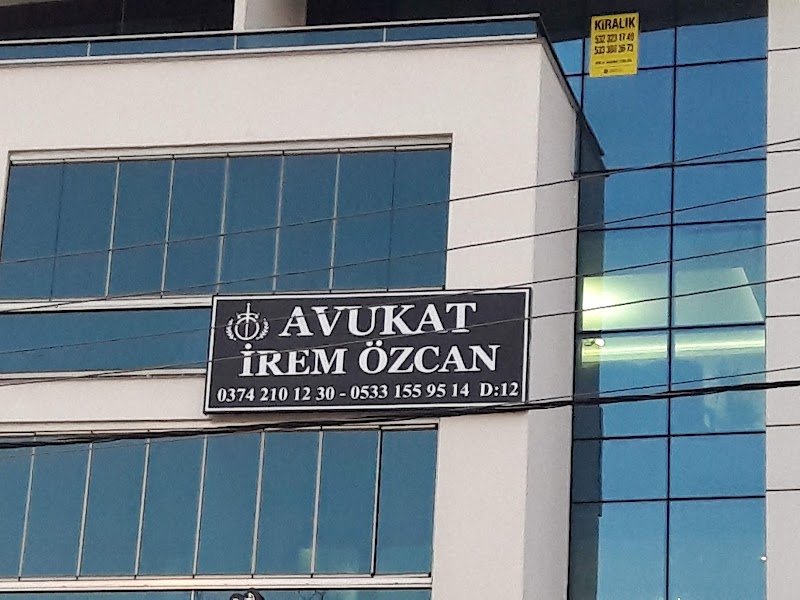 KİRALIK
AVUKAT
İREM ÖZCAN
0374 210 12 30 - 0533 155 95 14 D:12